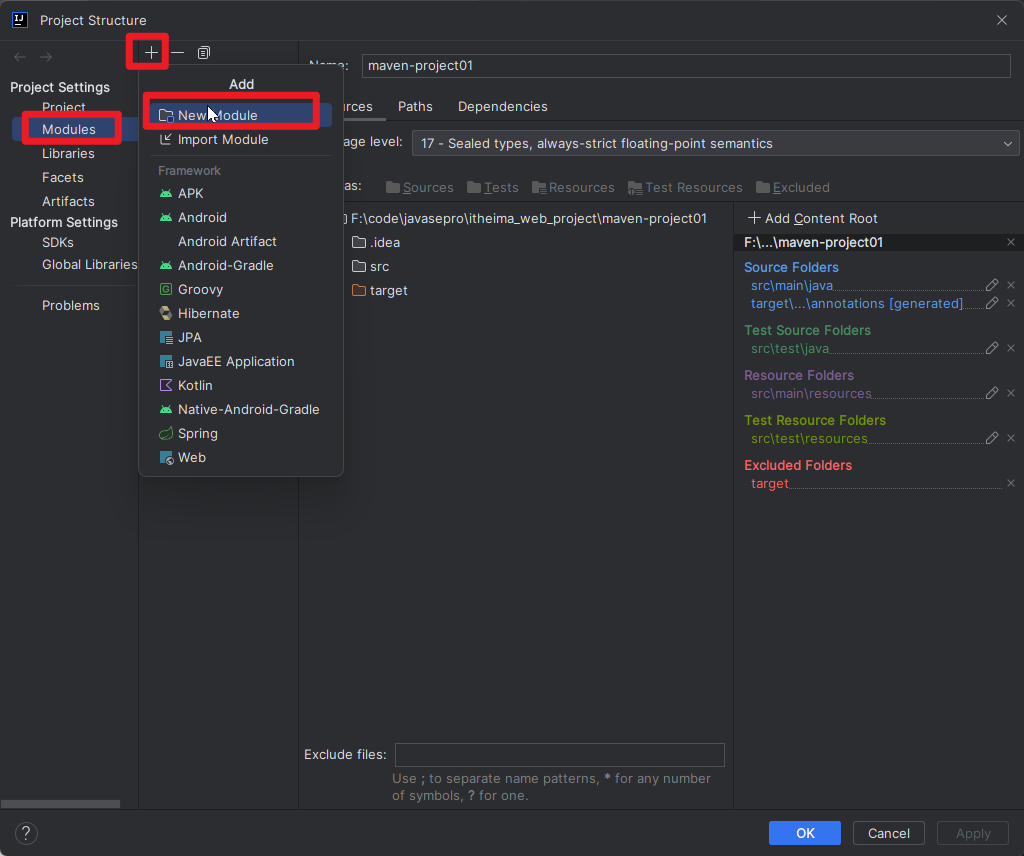 Project Structure
Name:
maven-project01
Add
Project Settings
Project
Modules
Libraries
Facets
Artifacts
Platform Settings
SDKs
Global Libraries
Problems
New Module
Import Module
Framework
APK
Android
Android Artifact
Android-Gradle
Groovy
Hibernate
JPA
JavaEE Application
Kotlin
Native-Android-Gradle
Spring
Web
urces
Paths
Dependencies
age level:
17 - Sealed types, always-strict floating-point semantics
as:
Sources
Tests
Resources
Test Resources
Excluded
F:\code\javasepro\itheima_web_project\maven-project01
.idea
src
target
Add Content Root
F:\...\maven-project01
Source Folders
src\main\java
target\...\annotations [generated]
Test Source Folders
src\test\java
Resource Folders
src\main\resources
Test Resource Folders
src\test\resources
Excluded Folders
target
Exclude files:
Use ; to separate name patterns, * for any number
of symbols, ? for one.
?
OK
Cancel
Apply